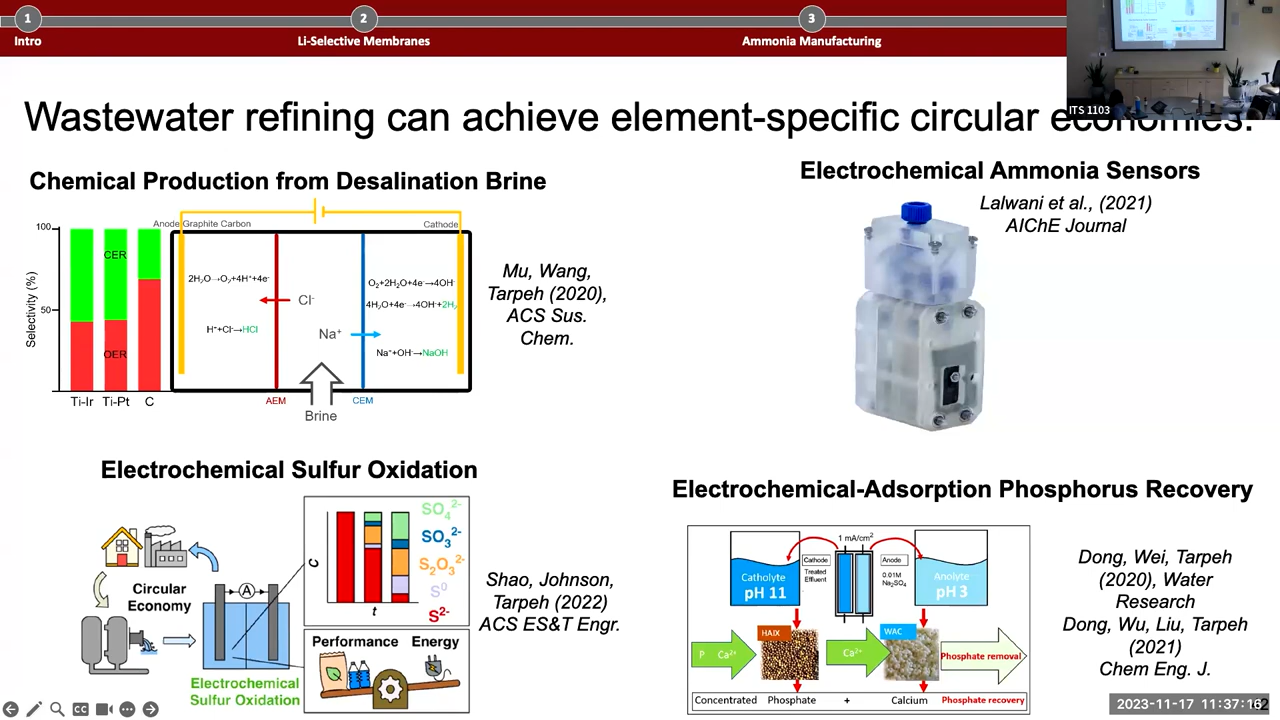 1
2
3
Intro
Li-Selective Membranes
Ammonia Manufacturing
ITS 1103
Wastewater refining can achieve element-specific circular economies.
Chemical Production from Desalination Brine
100
50
Selectivity (%)
CER
OER
Ti-Ir
Ti-Pt
C
Anode Graphite Carbon
Cathode
2H₂O→O₂+4H⁺+4e⁻
H⁺+Cl⁻→HCl
Cl⁻
Na⁺
O₂+2H₂O+4e⁻→4OH⁻
4H₂O+4e⁻→4OH⁻+2H₂
Na⁺+OH⁻→NaOH
AEM
CEM
Brine
Mu, Wang,
Tarpeh (2020),
ACS Sus.
Chem.
Electrochemical Ammonia Sensors
Lalwani et al., (2021)
AIChE Journal
Electrochemical Sulfur Oxidation
Circular
Economy
A
Electrochemical
Sulfur Oxidation
C
t
SO₄²⁻
SO₃²⁻
S₂O₃²⁻
S⁰
S²⁻
Performance
Energy
Shao, Johnson,
Tarpeh (2022)
ACS ES&T Engr.
Electrochemical-Adsorption Phosphorus Recovery
1 mA/cm²
Catholyte
pH 11
Cathode
Treated
Effluent
Anode
0.01M
Na₂SO₄
Anolyte
pH 3
HAIX
WAC
P Ca²⁺
Ca²⁺
Phosphate removal
Concentrated Phosphate + Calcium Phosphate recovery
Dong, Wei, Tarpeh
(2020), Water
Research
Dong, Wu, Liu, Tarpeh
(2021)
Chem Eng. J.
CC
2023-11-17 11:37:16